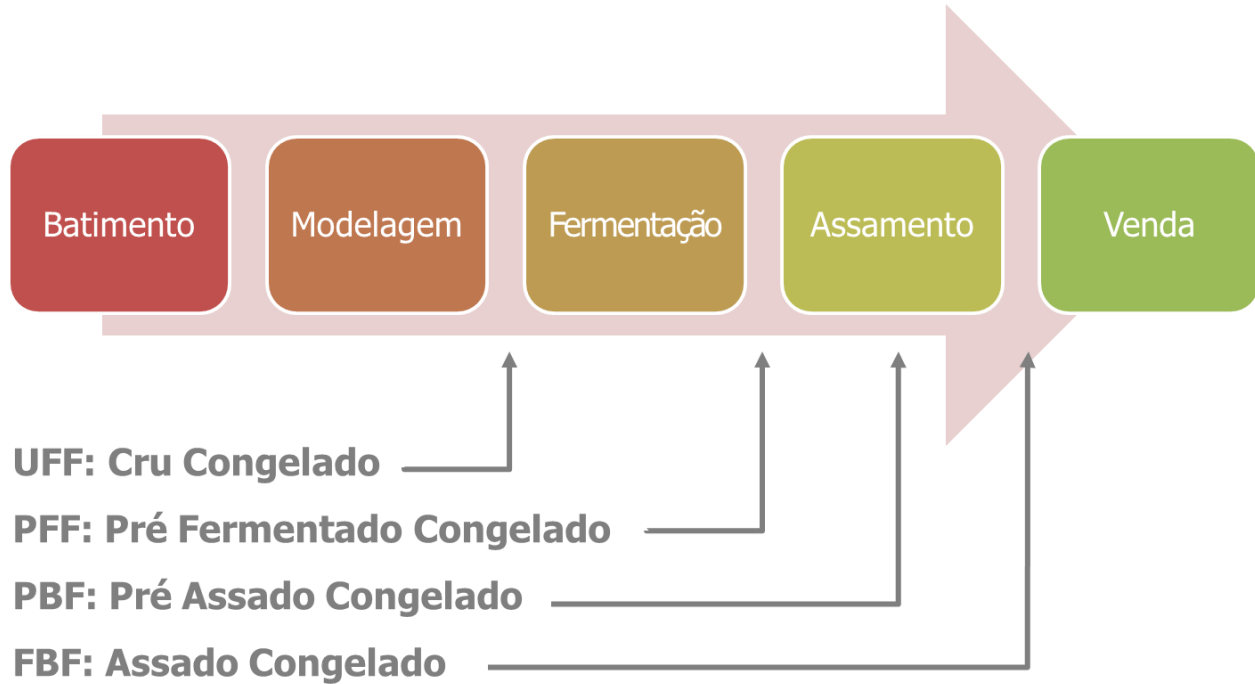 Batimento
Modelagem
Fermentação
Assamento
Venda
UFF: Cru Congelado
PFF: Pré Fermentado Congelado
PBF: Pré Assado Congelado
FBF: Assado Congelado